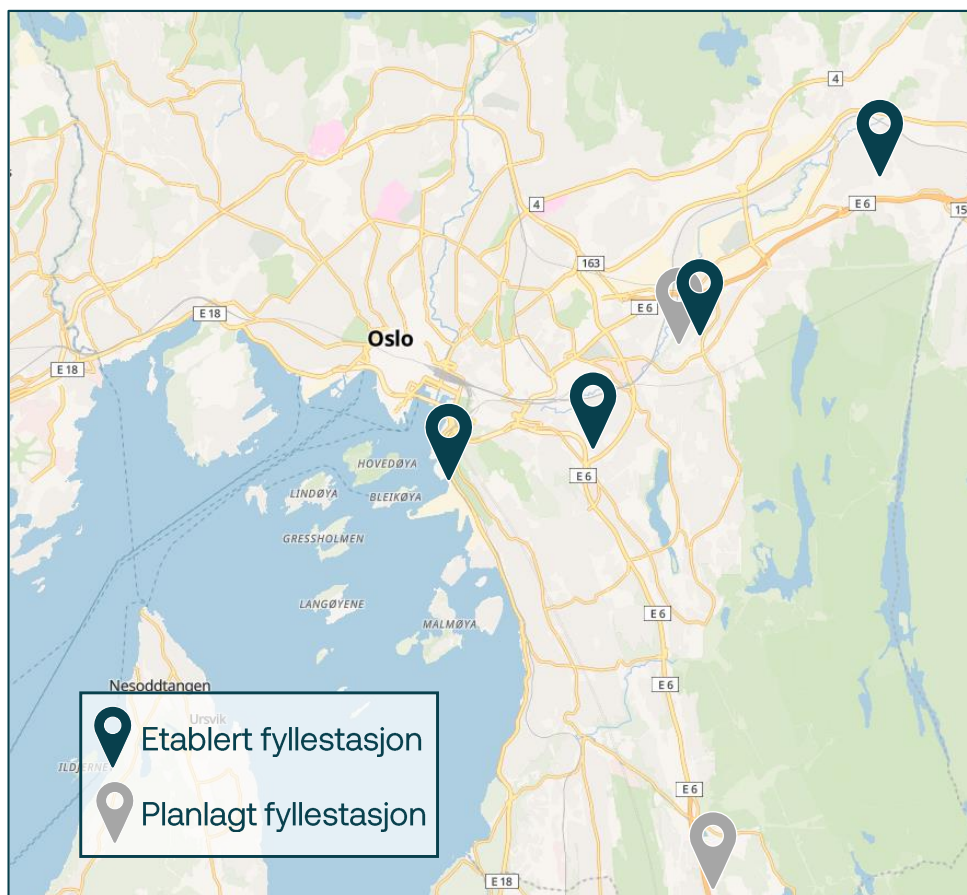 4
4
E 6
15
163
E 6
E 18
Oslo
E 18
HOVEDØYA
LINDØYA
BLEIKØYA
E 6
GRESSHOLMEN
LANGØYENE
E 6
MALMØYA
Nesoddtangen
E 6
Ursvik
Etablert fyllestasjon
E 6
Planlagt fyllestasjon
E 18